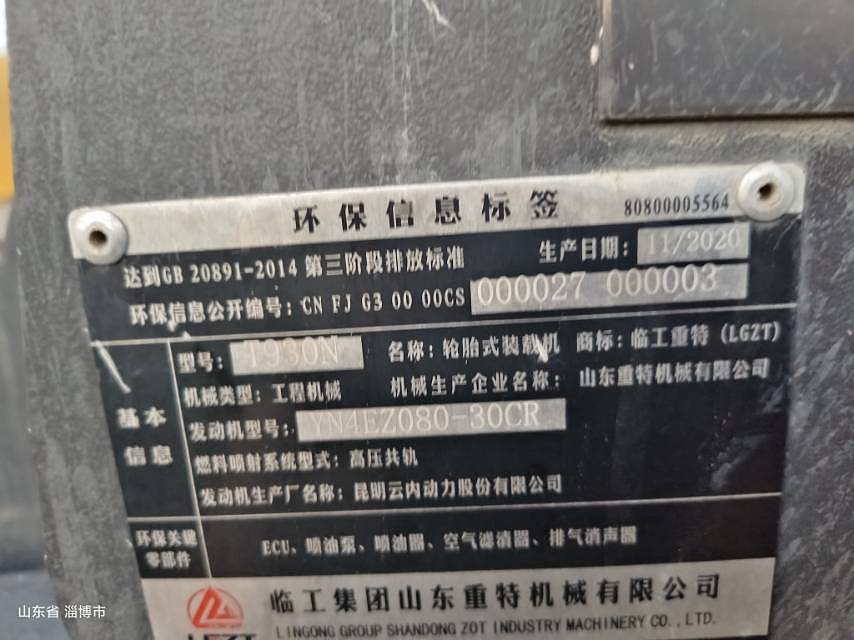 环保信息标签 80800005564
达到GB 20891-2014 第三阶段排放标准 生产日期: 11/2020
环保信息公开编号: CN FJ G3 00 00CS 000027 000003
型号: T930N 名称: 轮胎式装载机 商标: 临工重特 (LGZT)
机械类型: 工程机械 机械生产企业名称: 山东重特机械有限公司
基本信息
发动机型号: YN4EZ080-30CR
燃料喷射系统型式: 高压共轨
发动机生产厂名称: 昆明云内动力股份有限公司
环保关键零部件
ECU、喷油泵、喷油器、空气滤清器、排气消声器
临工集团山东重特机械有限公司
LINGONG GROUP SHANDONG ZOT INDUSTRY MACHINERY CO.,LTD.
山东省 淄博市